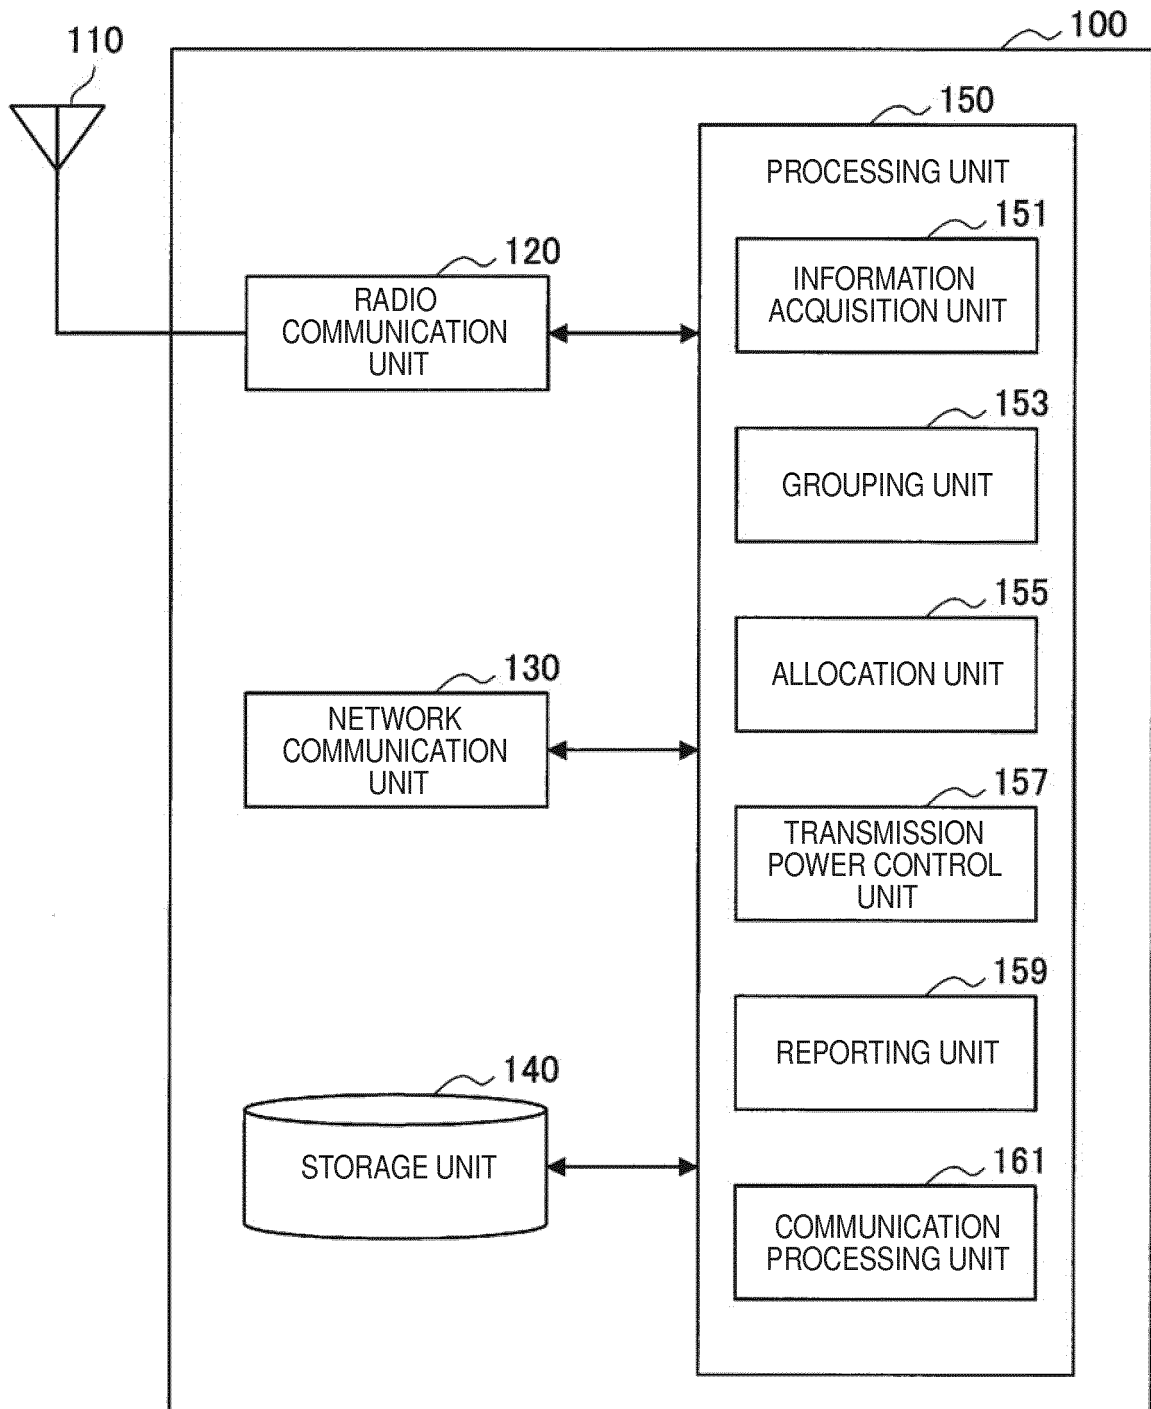 100
110
150
PROCESSING UNIT
151
INFORMATION
ACQUISITION UNIT
120
RADIO
COMMUNICATION
UNIT
153
GROUPING UNIT
155
ALLOCATION UNIT
130
NETWORK
COMMUNICATION
UNIT
157
TRANSMISSION
POWER CONTROL
UNIT
159
REPORTING UNIT
140
STORAGE UNIT
161
COMMUNICATION
PROCESSING UNIT